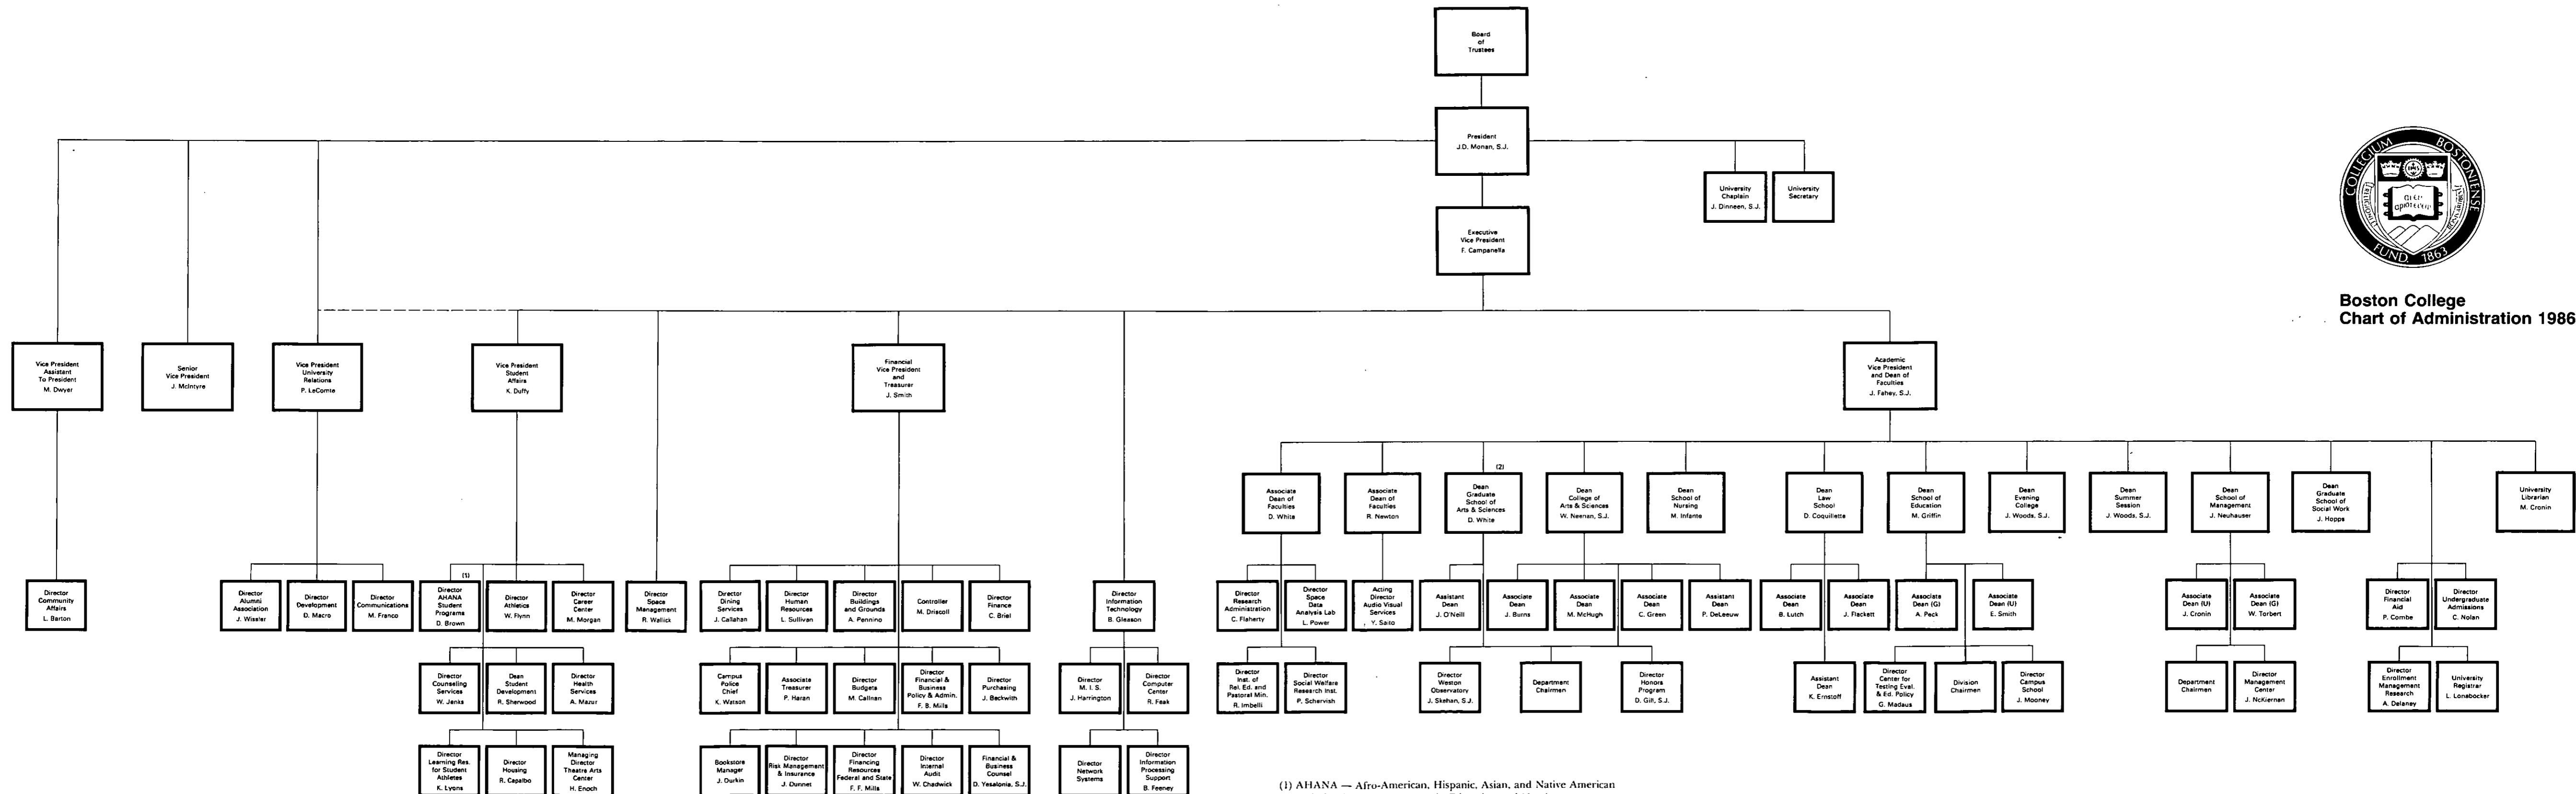 Board
of
Trustees
President
J.D. Monan, S.J.
University
Chaplain
J. Dinneen, S.J.
University
Secretary
Executive
Vice President
F. Campanella
COLLEGIUM BOSTONIENSE
FUND. 1863
Boston College
Chart of Administration 1986
Vice President
Assistant
To President
M. Dwyer
Senior
Vice President
J. McIntyre
Vice President
University
Relations
P. LeComte
Vice President
Student
Affairs
K. Duffy
Financial
Vice President
and
Treasurer
J. Smith
Academic
Vice President
and Dean of
Faculties
J. Fahey, S.J.
Associate
Dean of
Faculties
D. White
Associate
Dean of
Faculties
R. Newton
(2)
Dean
Graduate
School of
Arts & Sciences
D. White
Dean
College of
Arts & Sciences
W. Neenan, S.J.
Dean
School of
Nursing
M. Infante
Dean
Law
School
D. Coquillette
Dean
School of
Education
M. Griffin
Dean
Evening
College
J. Woods, S.J.
Dean
Summer
Session
J. Woods, S.J.
Dean
School of
Management
J. Neuhauser
Dean
Graduate
School of
Social Work
J. Hopps
University
Librarian
M. Cronin
Director
Community
Affairs
L. Barton
Director
Alumni
Association
J. Wissler
Director
Development
D. Macro
Director
Communications
M. Franco
(1)
Director
AHANA
Student
Programs
D. Brown
Director
Athletics
W. Flynn
Director
Career
Center
M. Morgan
Director
Space
Management
R. Wallick
Director
Dining
Services
J. Callahan
Director
Human
Resources
L. Sullivan
Director
Buildings
and Grounds
A. Pennino
Controller
M. Driscoll
Director
Finance
C. Briel
Director
Information
Technology
B. Gleason
Director
Research
Administration
C. Flaherty
Director
Space
Data
Analysis Lab
L. Power
Acting
Director
Audio Visual
Services
Y. Saito
Assistant
Dean
J. O'Neill
Associate
Dean
J. Burns
Associate
Dean
M. McHugh
Associate
Dean
C. Green
Assistant
Dean
P. DeLeeuw
Associate
Dean
B. Lutch
Associate
Dean
J. Flackett
Associate
Dean (G)
A. Peck
Associate
Dean (U)
E. Smith
Associate
Dean (U)
J. Cronin
Associate
Dean (G)
W. Torbert
Director
Financial
Aid
P. Combe
Director
Undergraduate
Admissions
C. Nolan
Director
Counseling
Services
W. Jenks
Dean
Student
Development
R. Sherwood
Director
Health
Services
A. Mazur
Campus
Police
Chief
K. Watson
Associate
Treasurer
P. Haran
Director
Budgets
M. Callnan
Director
Financial &
Business
Policy & Admin.
F. B. Mills
Director
Purchasing
J. Beckwith
Director
M. I. S.
J. Harrington
Director
Computer
Center
R. Feak
Director
Inst. of
Rel. Ed. and
Pastoral Min.
R. Imbelli
Director
Social Welfare
Research Inst.
P. Schervish
Director
Weston
Observatory
J. Skehan, S.J.
Department
Chairmen
Director
Honors
Program
D. Gilf, S.J.
Assistant
Dean
K. Ernstoff
Director
Center for
Testing Eval.
& Ed. Policy
G. Madaus
Division
Chairmen
Director
Campus
School
J. Mooney
Department
Chairmen
Director
Management
Center
J. NcKiernan
Director
Enrollment
Management
Research
A. Delaney
University
Registrar
L. Lonabocker
Director
Learning Res.
for Student
Athletes
K. Lyons
Director
Housing
R. Capalbo
Managing
Director
Theatre Arts
Center
H. Enoch
Bookstore
Manager
J. Durkin
Director
Risk Management
& Insurance
J. Dunnet
Director
Financing
Resources
Federal and State
F. F. Mills
Director
Internal
Audit
W. Chadwick
Financial &
Business
Counsel
D. Yesalonia, S.J.
Director
Network
Systems
Director
Information
Processing
Support
B. Feeney
(1) AHANA — Afro-American, Hispanic, Asian, and Native American